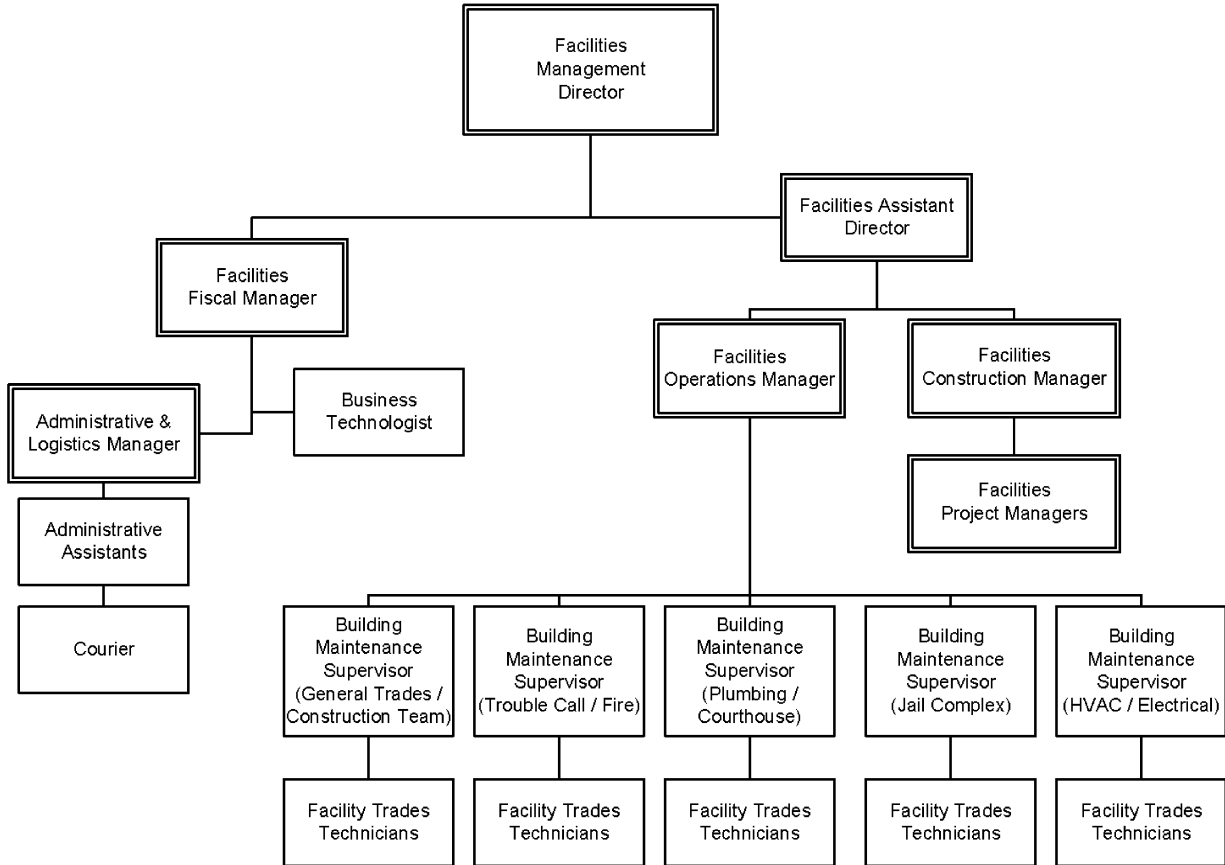 Facilities
Management
Director
Facilities Assistant
Director
Facilities
Fiscal Manager
Facilities
Operations Manager
Facilities
Construction Manager
Administrative &
Logistics Manager
Business
Technologist
Facilities
Project Managers
Administrative
Assistants
Courier
Building
Maintenance
Supervisor
(General Trades /
Construction Team)
Building
Maintenance
Supervisor
(Trouble Call / Fire)
Building
Maintenance
Supervisor
(Plumbing /
Courthouse)
Building
Maintenance
Supervisor
(Jail Complex)
Building
Maintenance
Supervisor
(HVAC / Electrical)
Facility Trades
Technicians
Facility Trades
Technicians
Facility Trades
Technicians
Facility Trades
Technicians
Facility Trades
Technicians